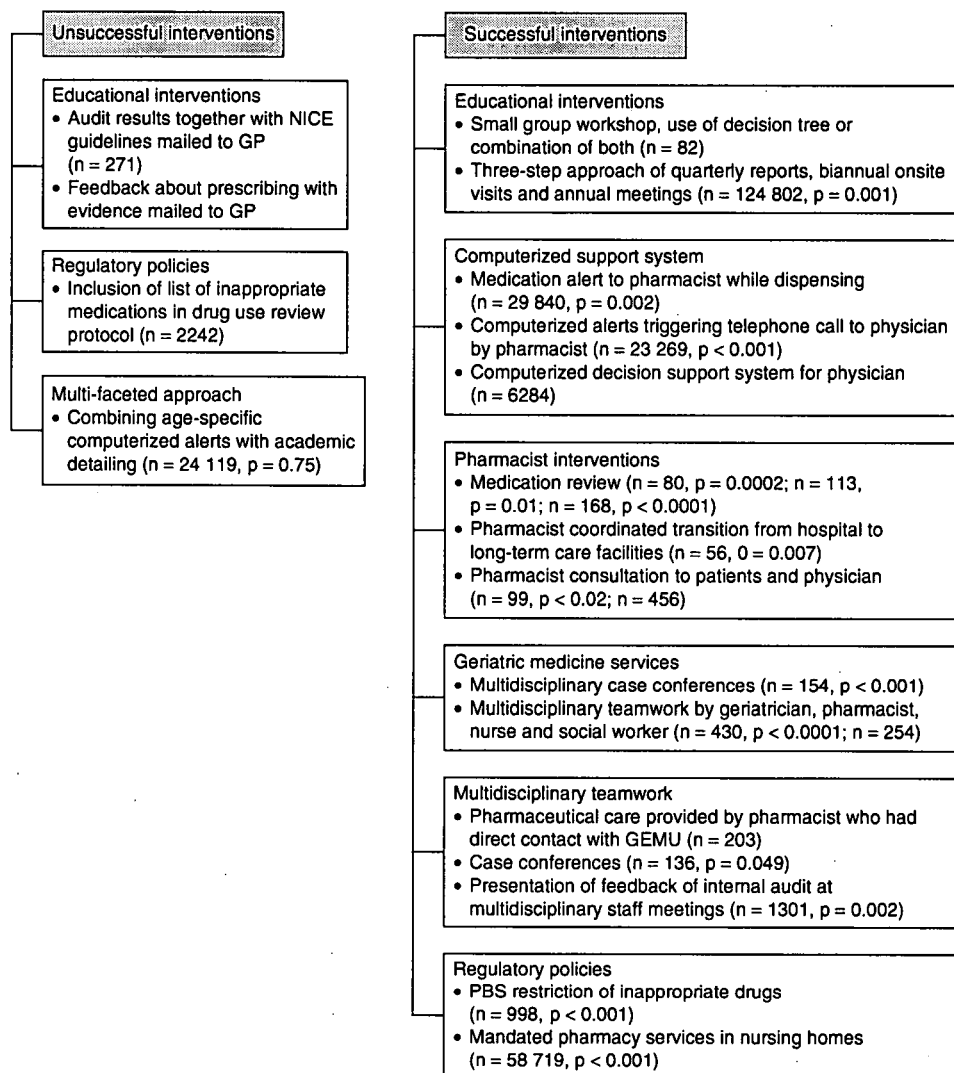 Unsuccessful interventions
Educational interventions
• Audit results together with NICE
guidelines mailed to GP
(n = 271)
• Feedback about prescribing with
evidence mailed to GP
Regulatory policies
• Inclusion of list of inappropriate
medications in drug use review
protocol (n = 2242)
Multi-faceted approach
• Combining age-specific
computerized alerts with academic
detailing (n = 24 119, p = 0.75)
Successful interventions
Educational interventions
• Small group workshop, use of decision tree or
combination of both (n = 82)
• Three-step approach of quarterly reports, biannual onsite
visits and annual meetings (n = 124 802, p = 0.001)
Computerized support system
• Medication alert to pharmacist while dispensing
(n = 29 840, p = 0.002)
• Computerized alerts triggering telephone call to physician
by pharmacist (n = 23 269, p < 0.001)
• Computerized decision support system for physician
(n = 6284)
Pharmacist interventions
• Medication review (n = 80, p = 0.0002; n = 113,
p = 0.01; n = 168, p < 0.0001)
• Pharmacist coordinated transition from hospital to
long-term care facilities (n = 56, 0 = 0.007)
• Pharmacist consultation to patients and physician
(n = 99, p < 0.02; n = 456)
Geriatric medicine services
• Multidisciplinary case conferences (n = 154, p < 0.001)
• Multidisciplinary teamwork by geriatrician, pharmacist,
nurse and social worker (n = 430, p < 0.0001; n = 254)
Multidisciplinary teamwork
• Pharmaceutical care provided by pharmacist who had
direct contact with GEMU (n = 203)
• Case conferences (n = 136, p = 0.049)
• Presentation of feedback of internal audit at
multidisciplinary staff meetings (n = 1301, p = 0.002)
Regulatory policies
• PBS restriction of inappropriate drugs
(n = 998, p < 0.001)
• Mandated pharmacy services in nursing homes
(n = 58 719, p < 0.001)